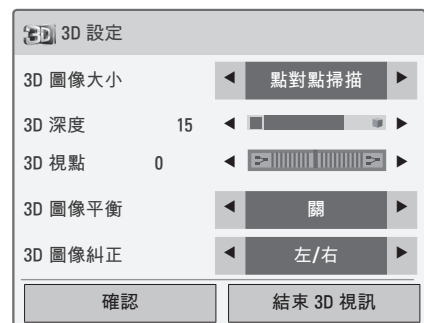 3D 3D 設定
3D 圖像大小 點對點掃描
3D 深度 15
3D 視點 0
3D 圖像平衡 關
3D 圖像糾正 左/右
確認 結束 3D 視訊